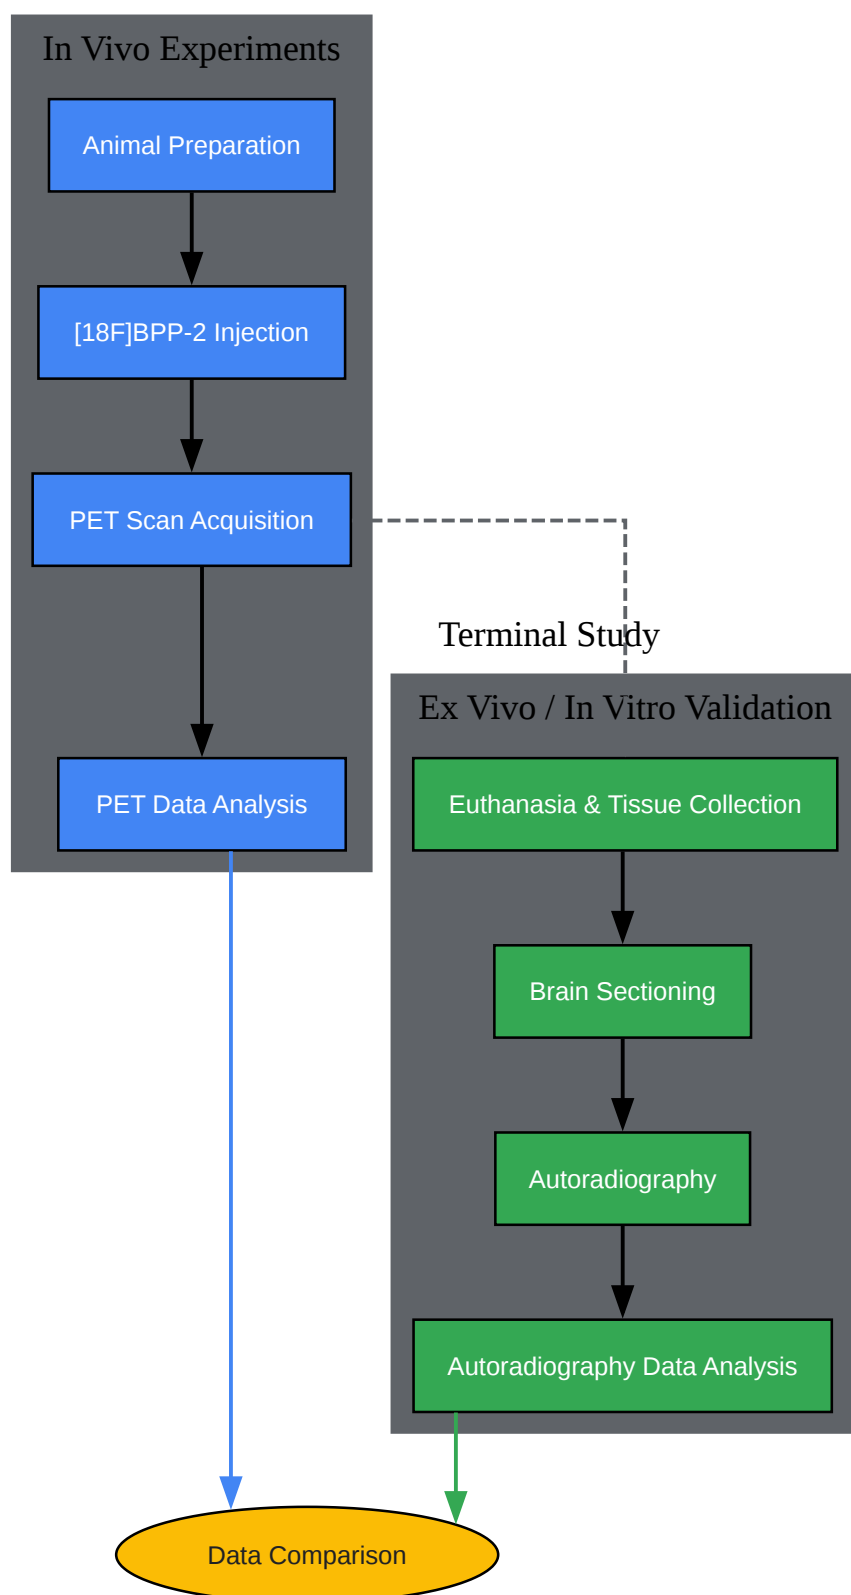 In Vivo Experiments
Animal Preparation
[18F]BPP-2 Injection
PET Scan Acquisition
Terminal Study
Ex Vivo / In Vitro Validation
PET Data Analysis
Euthanasia & Tissue Collection
Brain Sectioning
Autoradiography
Autoradiography Data Analysis
Data Comparison